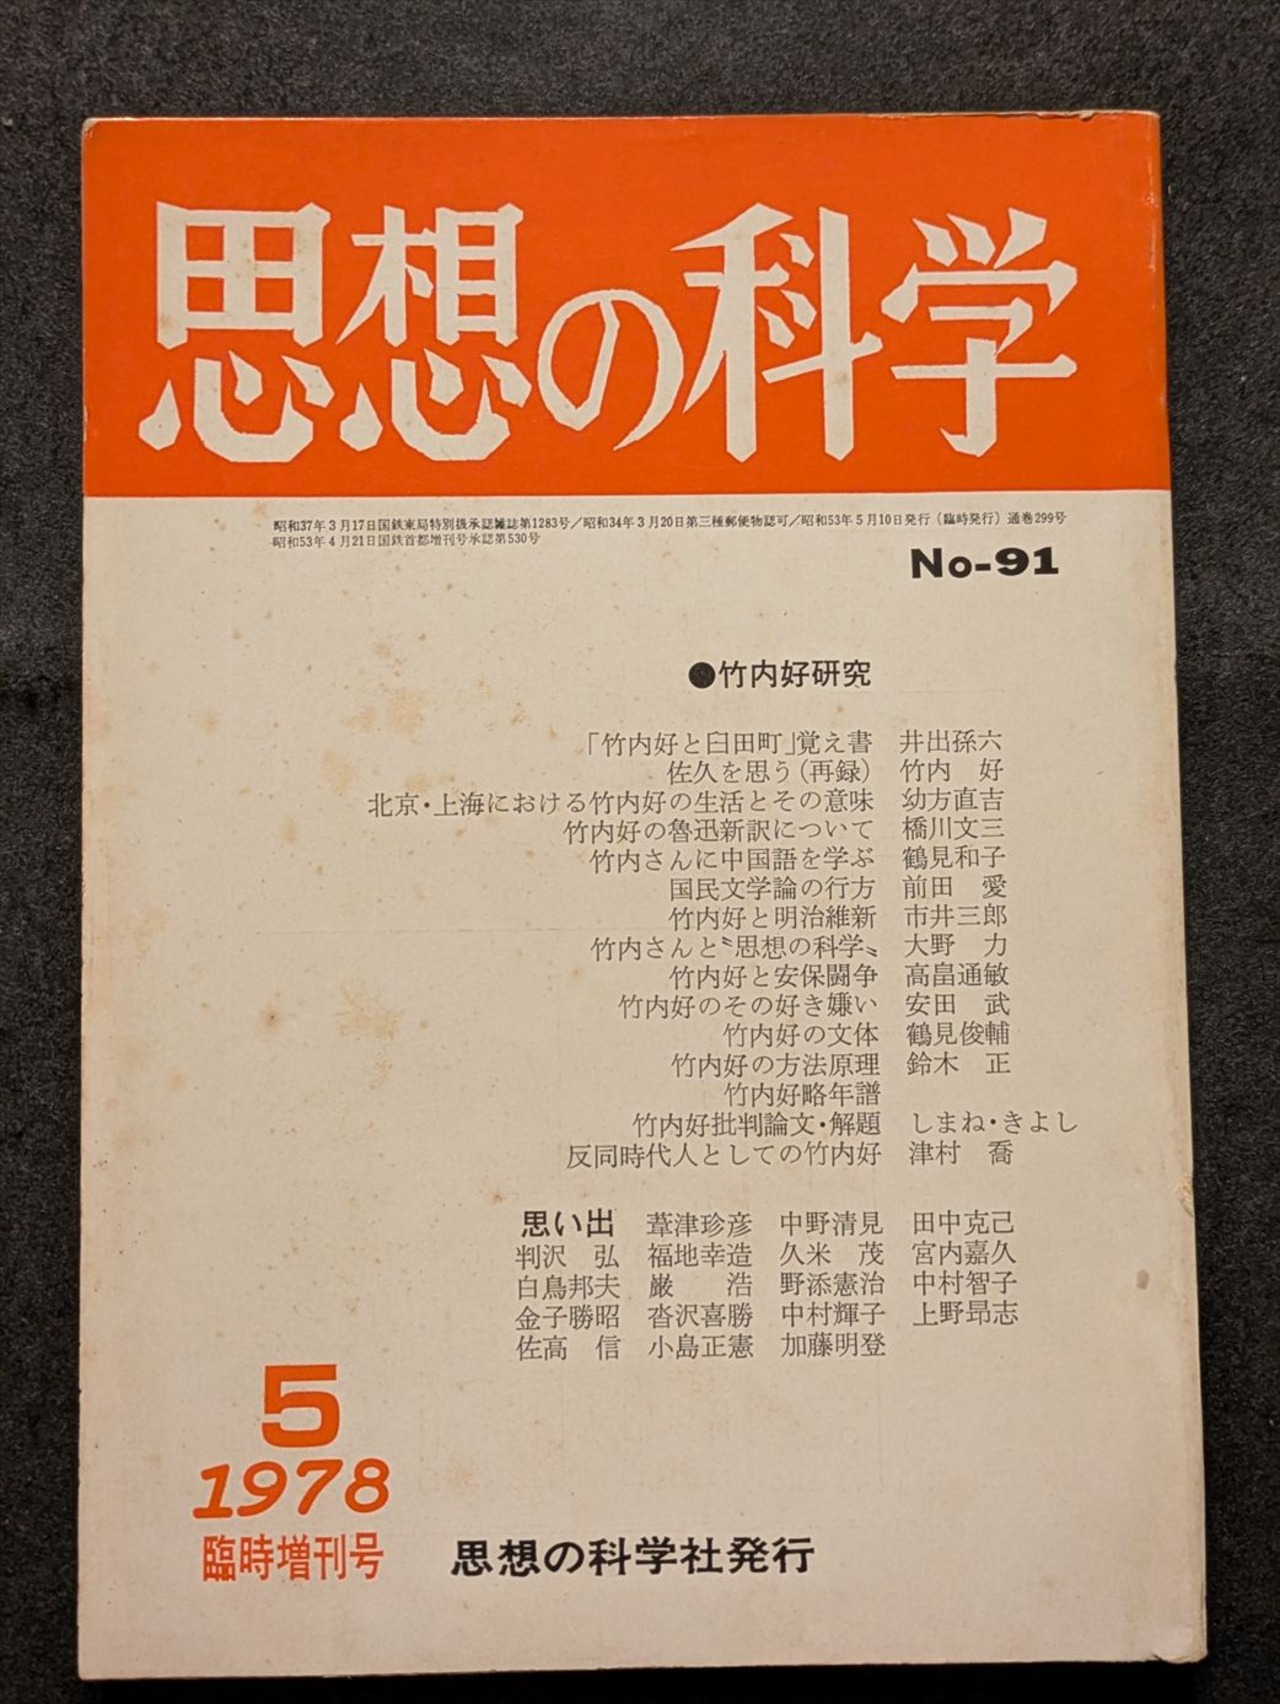 思想の科学
昭和37年3月17日国鉄東局特別扱承認雑誌第1283号／昭和34年3月20日第三種郵便物認可／昭和53年5月10日発行（臨時発行）通巻299号
昭和53年4月21日国鉄首都増刊号承認第530号
No-91
●竹内好研究
「竹内好と臼田町」覚え書　井出孫六
佐久を思う（再録）　竹内　好
北京・上海における竹内好の生活とその意味　幼方直吉
竹内好の魯迅新訳について　橋川文三
竹内さんに中国語を学ぶ　鶴見和子
国民文学論の行方　前田　愛
竹内好と明治維新　市井三郎
竹内さんと〝思想の科学〟　大野　力
竹内好と安保闘争　高畠通敏
竹内好のその好き嫌い　安田　武
竹内好の文体　鶴見俊輔
竹内好の方法原理　鈴木　正
竹内好略年譜
竹内好批判論文・解題　しまね・きよし
反同時代人としての竹内好　津村　喬
思い出　葦津珍彦　中野清見　田中克己
判沢　弘　福地幸造　久米　茂　宮内嘉久
白鳥邦夫　巌　浩　野添憲治　中村智子
金子勝昭　沓沢喜勝　中村輝子　上野昻志
佐高　信　小島正憲　加藤明登
5
1978
臨時増刊号
思想の科学社発行